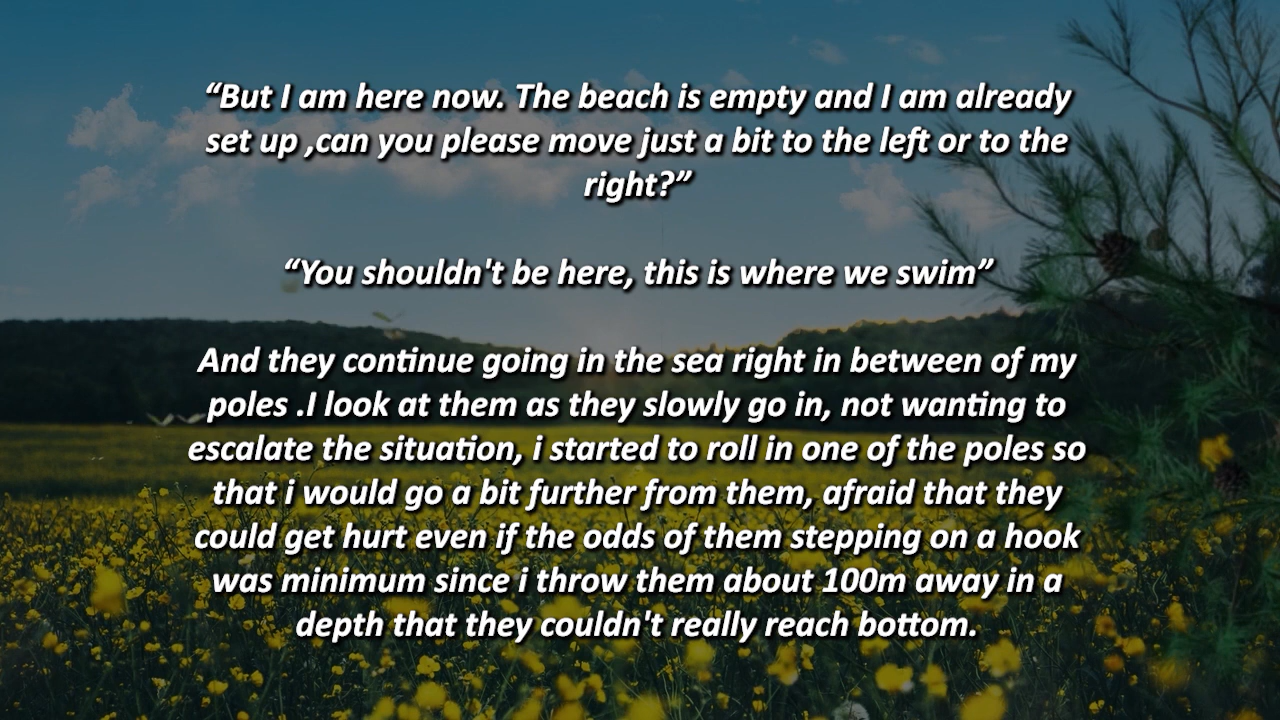 “But I am here now. The beach is empty and I am already
set up ,can you please move just a bit to the left or to the
right?”
“You shouldn't be here, this is where we swim”
And they continue going in the sea right in between of my
poles .I look at them as they slowly go in, not wanting to
escalate the situation, i started to roll in one of the poles so
that i would go a bit further from them, afraid that they
could get hurt even if the odds of them stepping on a hook
was minimum since i throw them about 100m away in a
depth that they couldn't really reach bottom.